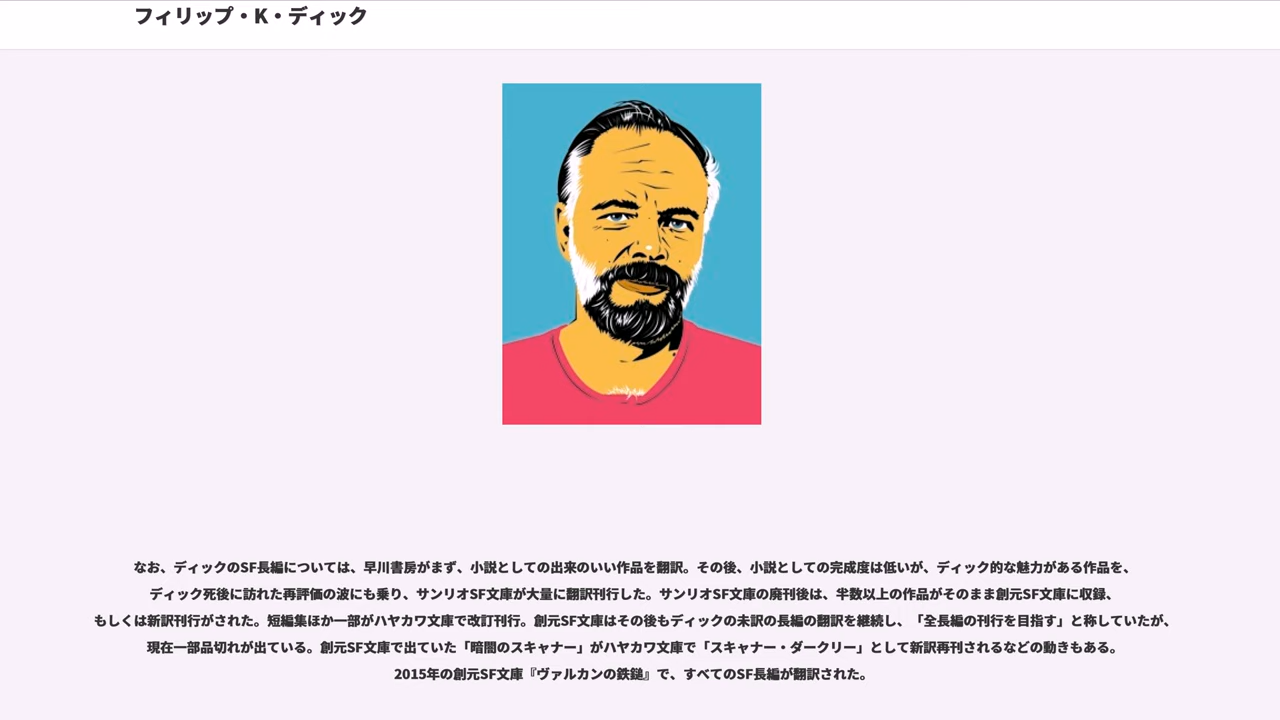 フィリップ・K・ディック
なお、ディックのSF長編については、早川書房がまず、小説としての出来のいい作品を翻訳。その後、小説としての完成度は低いが、ディック的な魅力がある作品を、
ディック死後に訪れた再評価の波にも乗り、サンリオSF文庫が大量に翻訳刊行した。サンリオSF文庫の廃刊後は、半数以上の作品がそのまま創元SF文庫に収録、
もしくは新訳刊行がされた。短編集ほか一部がハヤカワ文庫で改訂刊行。創元SF文庫はその後もディックの未訳の長編の翻訳を継続し、「全長編の刊行を目指す」と称していたが、
現在一部品切れが出ている。創元SF文庫で出ていた「暗闇のスキャナー」がハヤカワ文庫で「スキャナー・ダークリー」として新訳再刊されるなどの動きもある。
2015年の創元SF文庫『ヴァルカンの鉄鎚』で、すべてのSF長編が翻訳された。